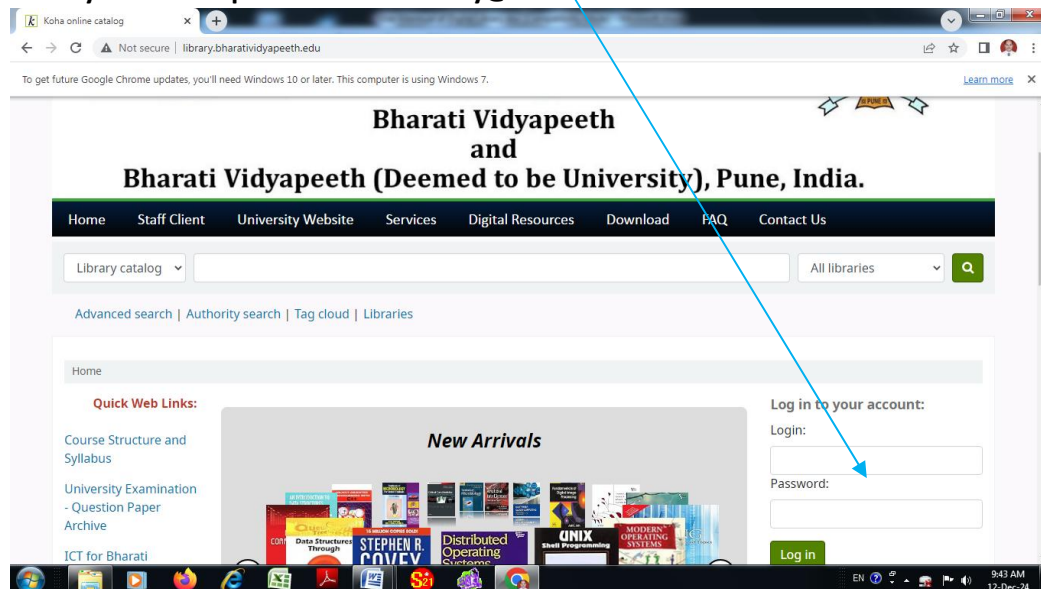 Koha online catalog
Not secure | library.bharatividyapeeth.edu
To get future Google Chrome updates, you'll need Windows 10 or later. This computer is using Windows 7.
Learn more
PUNE
Bharati Vidyapeeth
and
Bharati Vidyapeeth (Deemed to be University), Pune, India.
Home Staff Client University Website Services Digital Resources Download FAQ Contact Us
Library catalog All libraries
Advanced search | Authority search | Tag cloud | Libraries
Home
Quick Web Links:
Course Structure and
Syllabus
University Examination
- Question Paper
Archive
ICT for Bharati
New Arrivals
Data Structures
Through
STEPHEN R.
COVEY
Distributed
Operating
Systems
UNIX
Shell Programming
MODERN
OPERATING
SYSTEMS
Log in to your account:
Login:
Password:
Log in
EN
9:43 AM
12-Dec-24